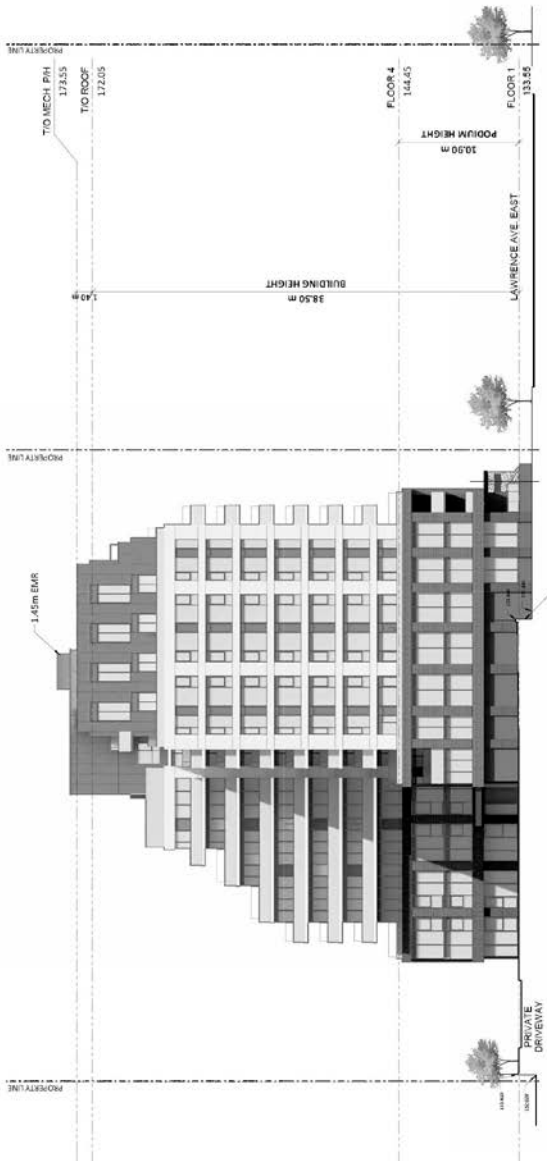 PROPERTY LINE
T/O MECH. P/H
173.55
T/O ROOF
172.05
FLOOR 4
144.45
FLOOR 1
133.55
1.40 m
38.50 m
BUILDING HEIGHT
10.90 m
PODIUM HEIGHT
LAWRENCE AVE. EAST
PROPERTY LINE
1.45m EMR
PRIVATE
DRIVEWAY
PROPERTY LINE